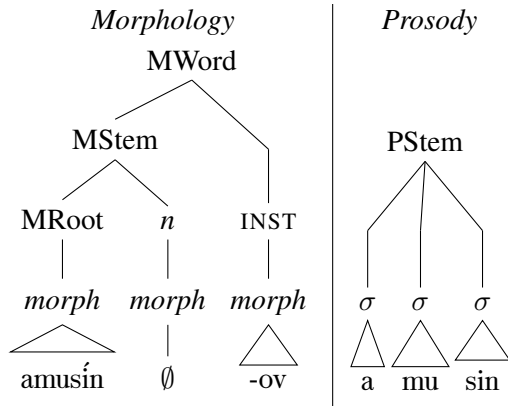 Morphology Prosody
MWord
MStem PStem
MRoot n INST
morph morph morph σ σ σ
amusín ∅ -ov a mu sin